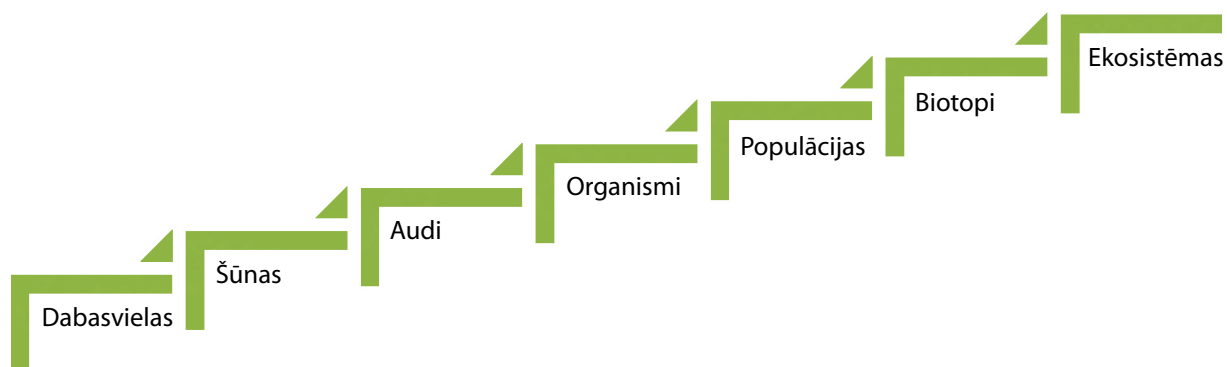 Dabasvielas
Šūnas
Audi
Organismi
Populācijas
Biotopi
Ekosistēmas